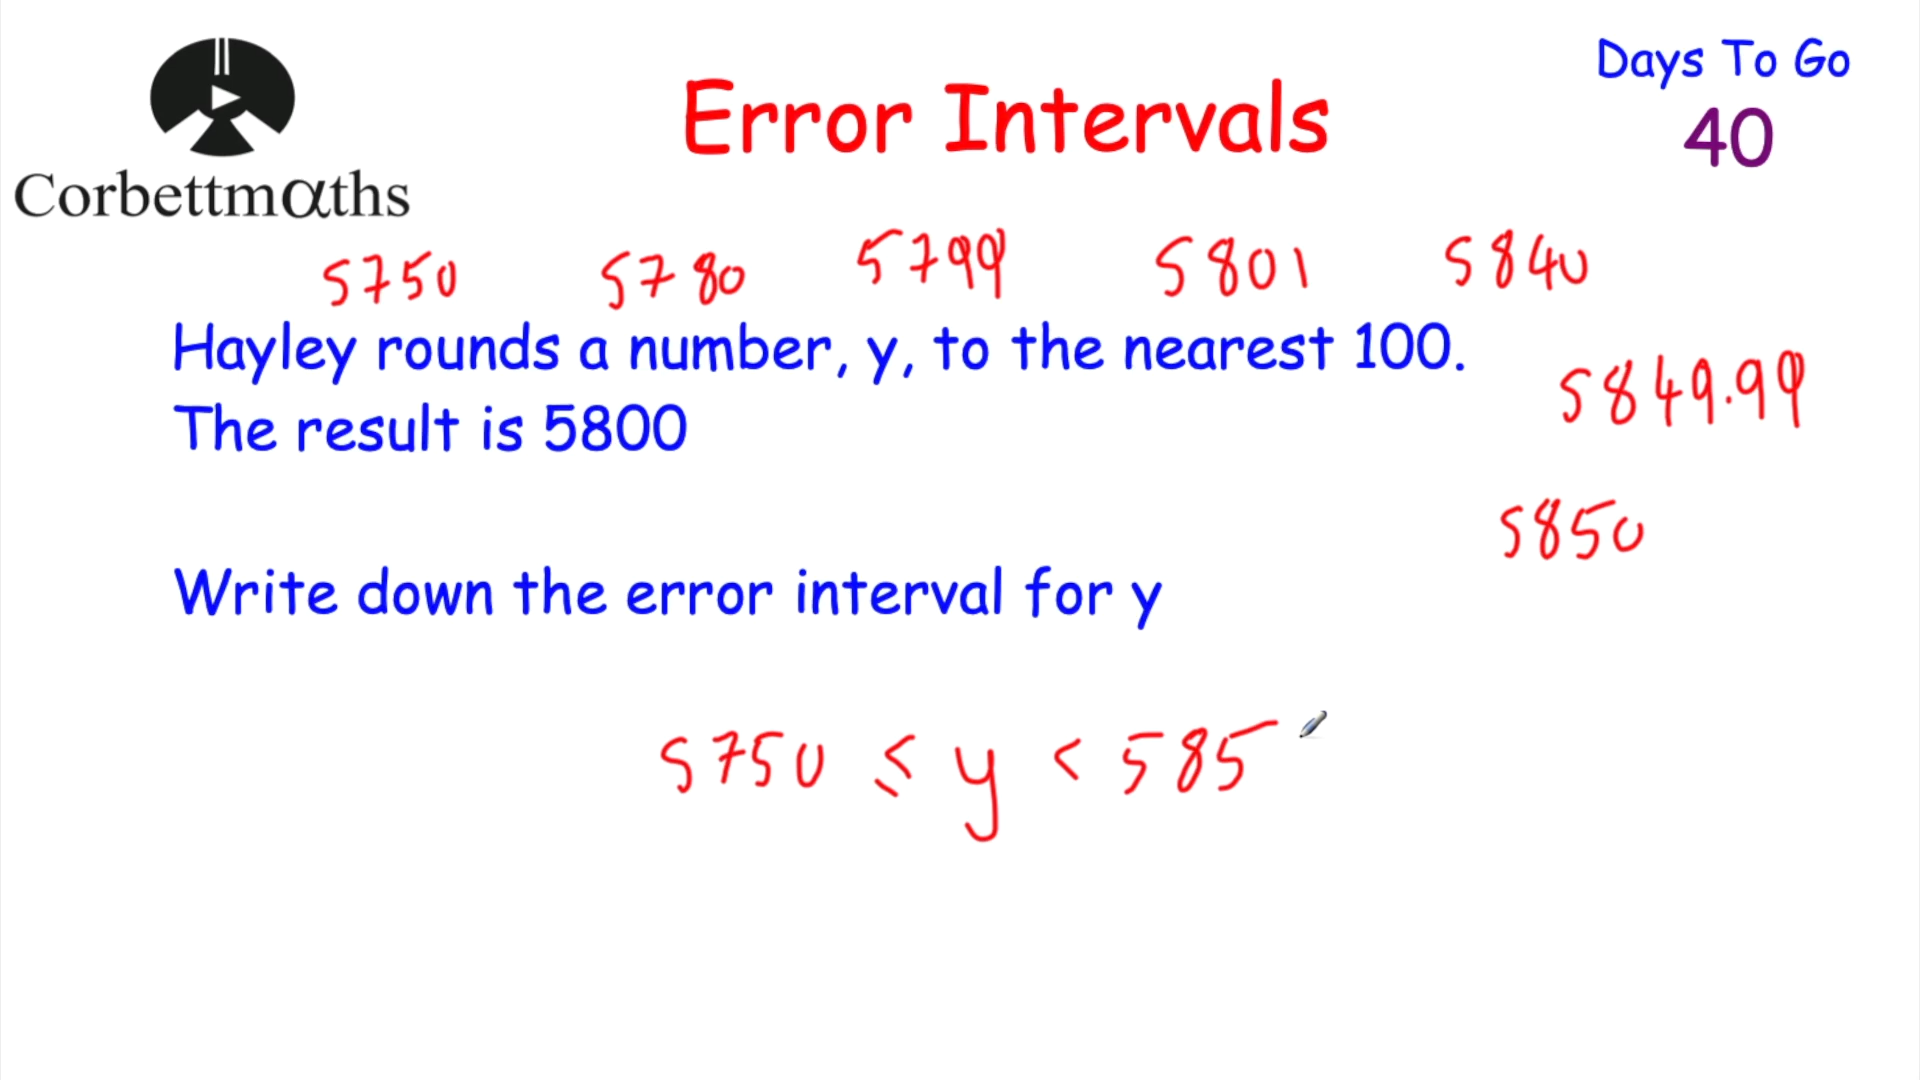 Days To Go
Error Intervals
40
Corbettmαths
5750 5780 5799 5801 5840
Hayley rounds a number, y, to the nearest 100.
5849.99
The result is 5800
5850
Write down the error interval for y
5750 ≤ y < 585